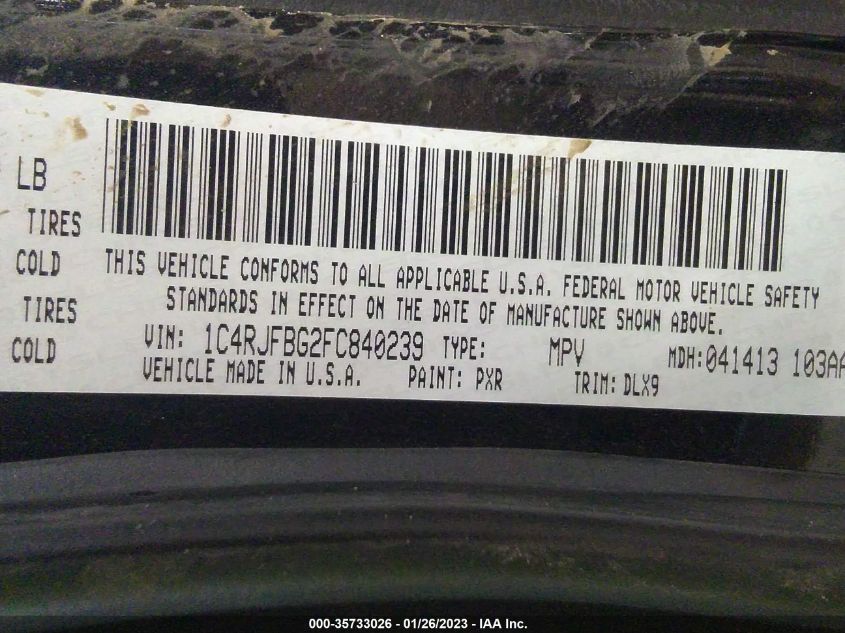 LB
TIRES
COLD
TIRES
COLD
THIS VEHICLE CONFORMS TO ALL APPLICABLE U.S.A. FEDERAL MOTOR VEHICLE SAFETY
STANDARDS IN EFFECT ON THE DATE OF MANUFACTURE SHOWN ABOVE.
VIN: 1C4RJFBG2FC840239 TYPE: MPV MDH:041413 103AA
VEHICLE MADE IN U.S.A. PAINT: PXR TRIM: DLX9
000-35733026 - 01/26/2023 - IAA Inc.